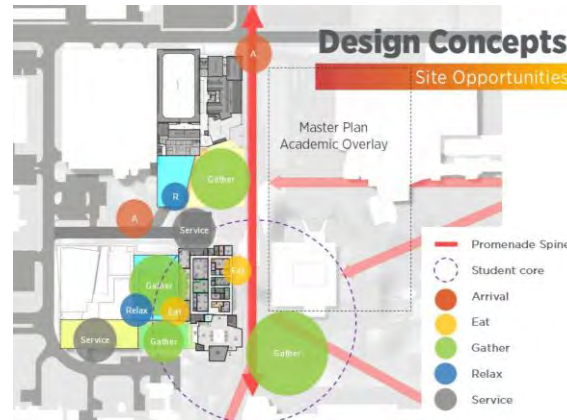 Design Concepts
Site Opportunities
A
Master Plan
Academic Overlay
Gather
R
A
Service
Eat
Gather
Relax
Eat
Service
Gather
Gather
Promenade Spine
Student core
Arrival
Eat
Gather
Relax
Service